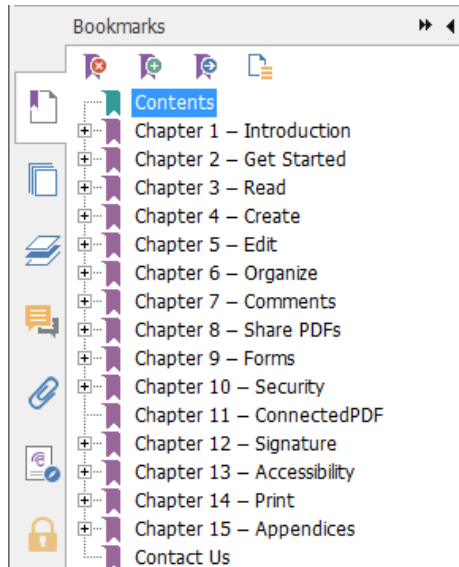 Bookmarks
Contents
Chapter 1 – Introduction
Chapter 2 – Get Started
Chapter 3 – Read
Chapter 4 – Create
Chapter 5 – Edit
Chapter 6 – Organize
Chapter 7 – Comments
Chapter 8 – Share PDFs
Chapter 9 – Forms
Chapter 10 – Security
Chapter 11 – ConnectedPDF
Chapter 12 – Signature
Chapter 13 – Accessibility
Chapter 14 – Print
Chapter 15 – Appendices
Contact Us